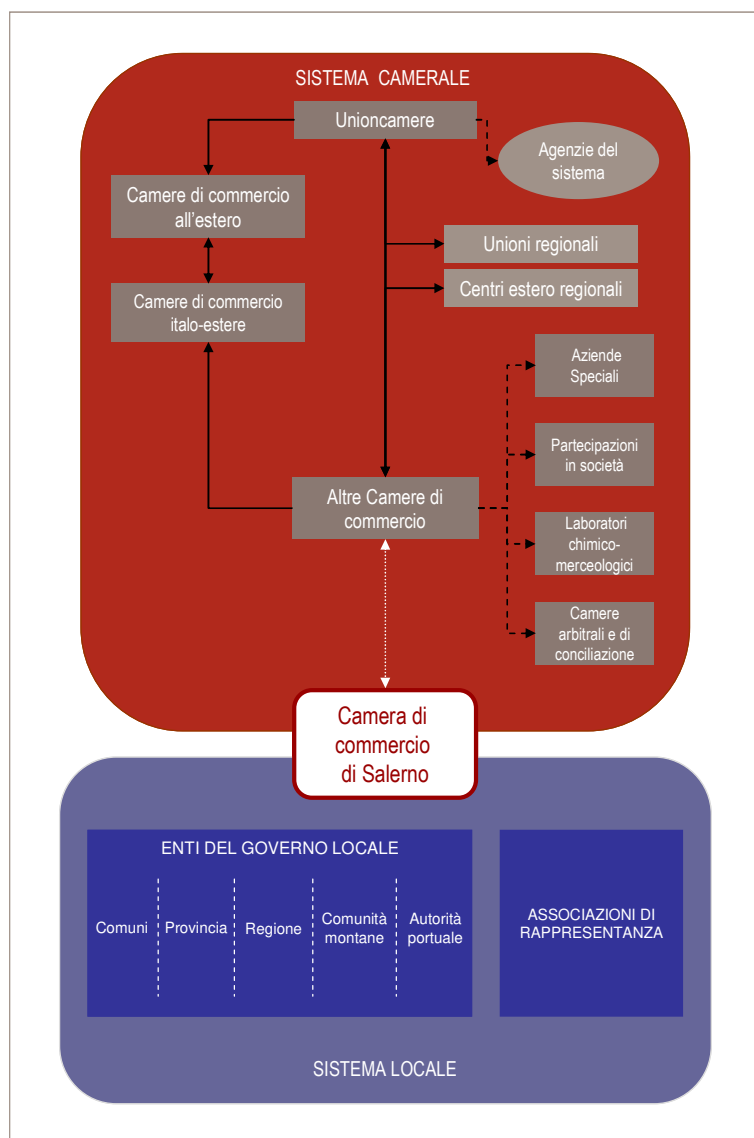 SISTEMA CAMERALE
Unioncamere
Agenzie del
sistema
Camere di commercio
all'estero
Unioni regionali
Centri estero regionali
Camere di commercio
italo-estere
Aziende
Speciali
Partecipazioni
in società
Altre Camere di
commercio
Laboratori
chimico-
merceologici
Camere
arbitrali e di
conciliazione
Camera di
commercio
di Salerno
ENTI DEL GOVERNO LOCALE
Comuni
Provincia
Regione
Comunità
montane
Autorità
portuale
ASSOCIAZIONI DI
RAPPRESENTANZA
SISTEMA LOCALE